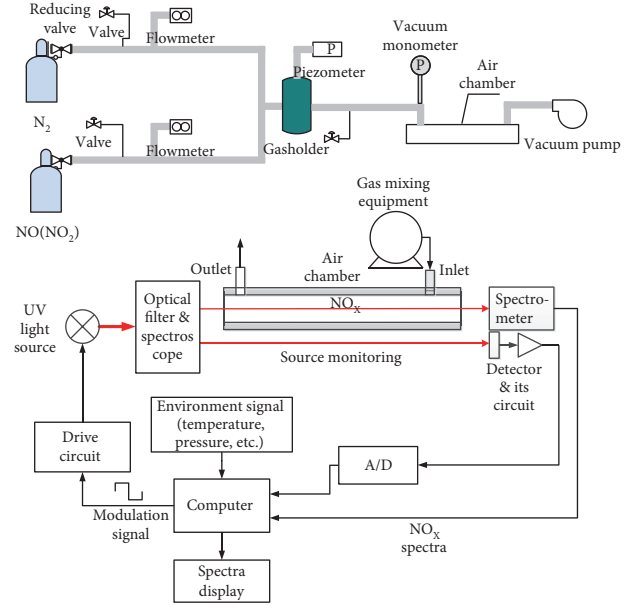 Reducing
valve
Valve
Flowmeter
N2
Valve
Flowmeter
NO(NO2)
P
Piezometer
Gasholder
Vacuum
monometer
P
Air
chamber
Vacuum pump
Gas mixing
equipment
Outlet
Air
chamber
Inlet
NOX
UV
light
source
Optical
filter &
spectros
cope
Spectro-
meter
Source monitoring
Detector
& its
circuit
Environment signal
(temperature,
pressure, etc.)
Drive
circuit
A/D
Computer
Modulation
signal
NOX
spectra
Spectra
display